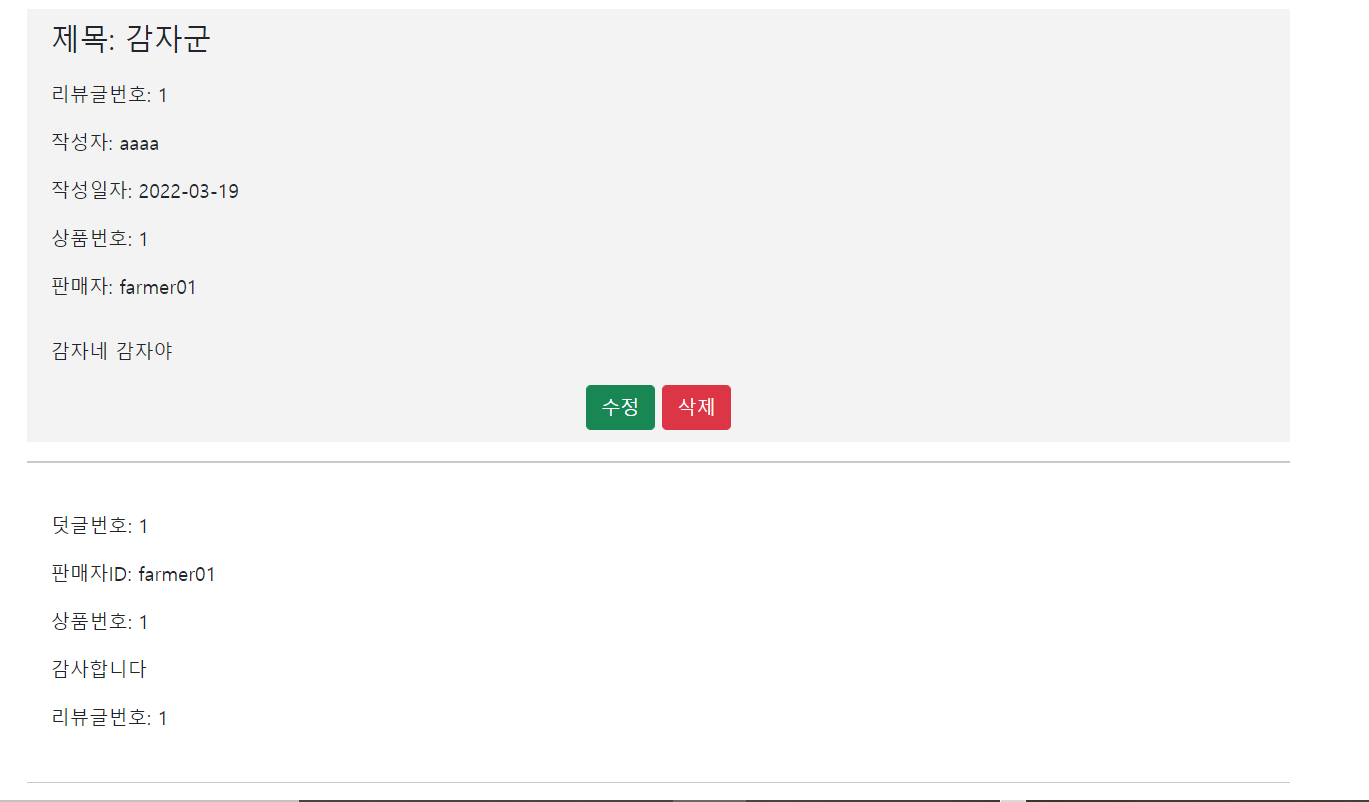 제목: 감자군
리뷰글번호: 1
작성자: aaaa
작성일자: 2022-03-19
상품번호: 1
판매자: farmer01
감자네 감자야
수정 삭제
덧글번호: 1
판매자ID: farmer01
상품번호: 1
감사합니다
리뷰글번호: 1